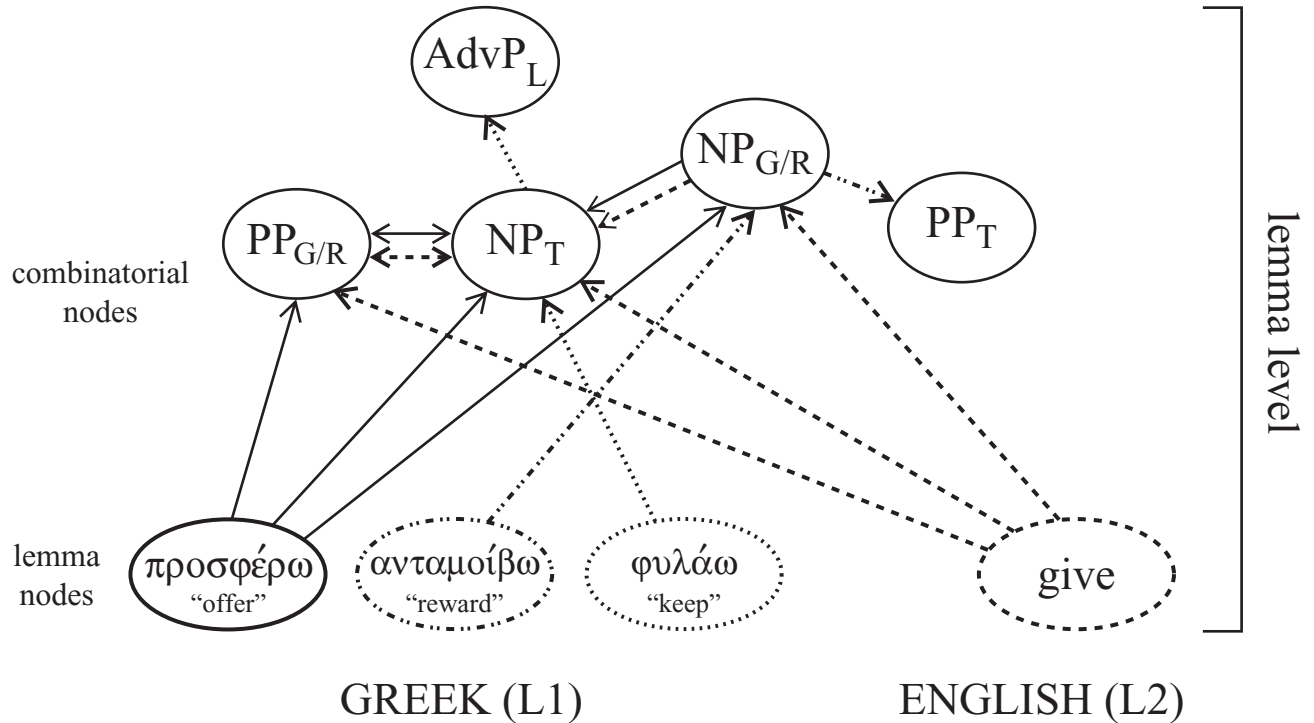 AdvP_L
NP_G/R
PP_G/R
NP_T
PP_T
combinatorial
nodes
lemma level
lemma
nodes
προσφέρω
“offer”
ανταμοίβω
“reward”
φυλάω
“keep”
give
GREEK (L1)
ENGLISH (L2)